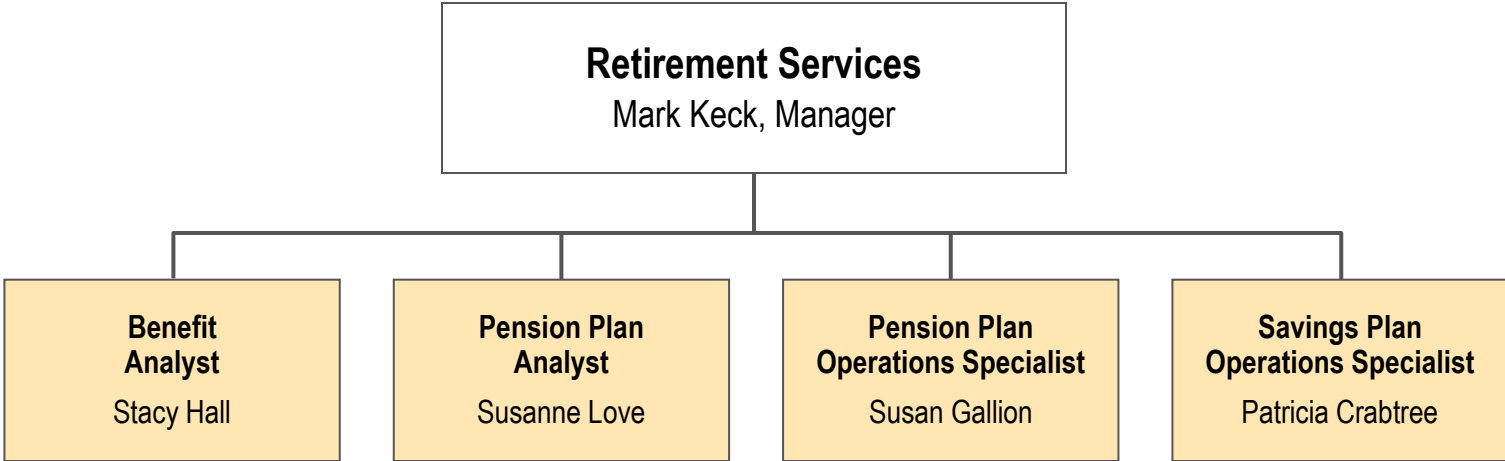 Retirement Services
Mark Keck, Manager
Benefit
Analyst
Stacy Hall
Pension Plan
Analyst
Susanne Love
Pension Plan
Operations Specialist
Susan Gallion
Savings Plan
Operations Specialist
Patricia Crabtree